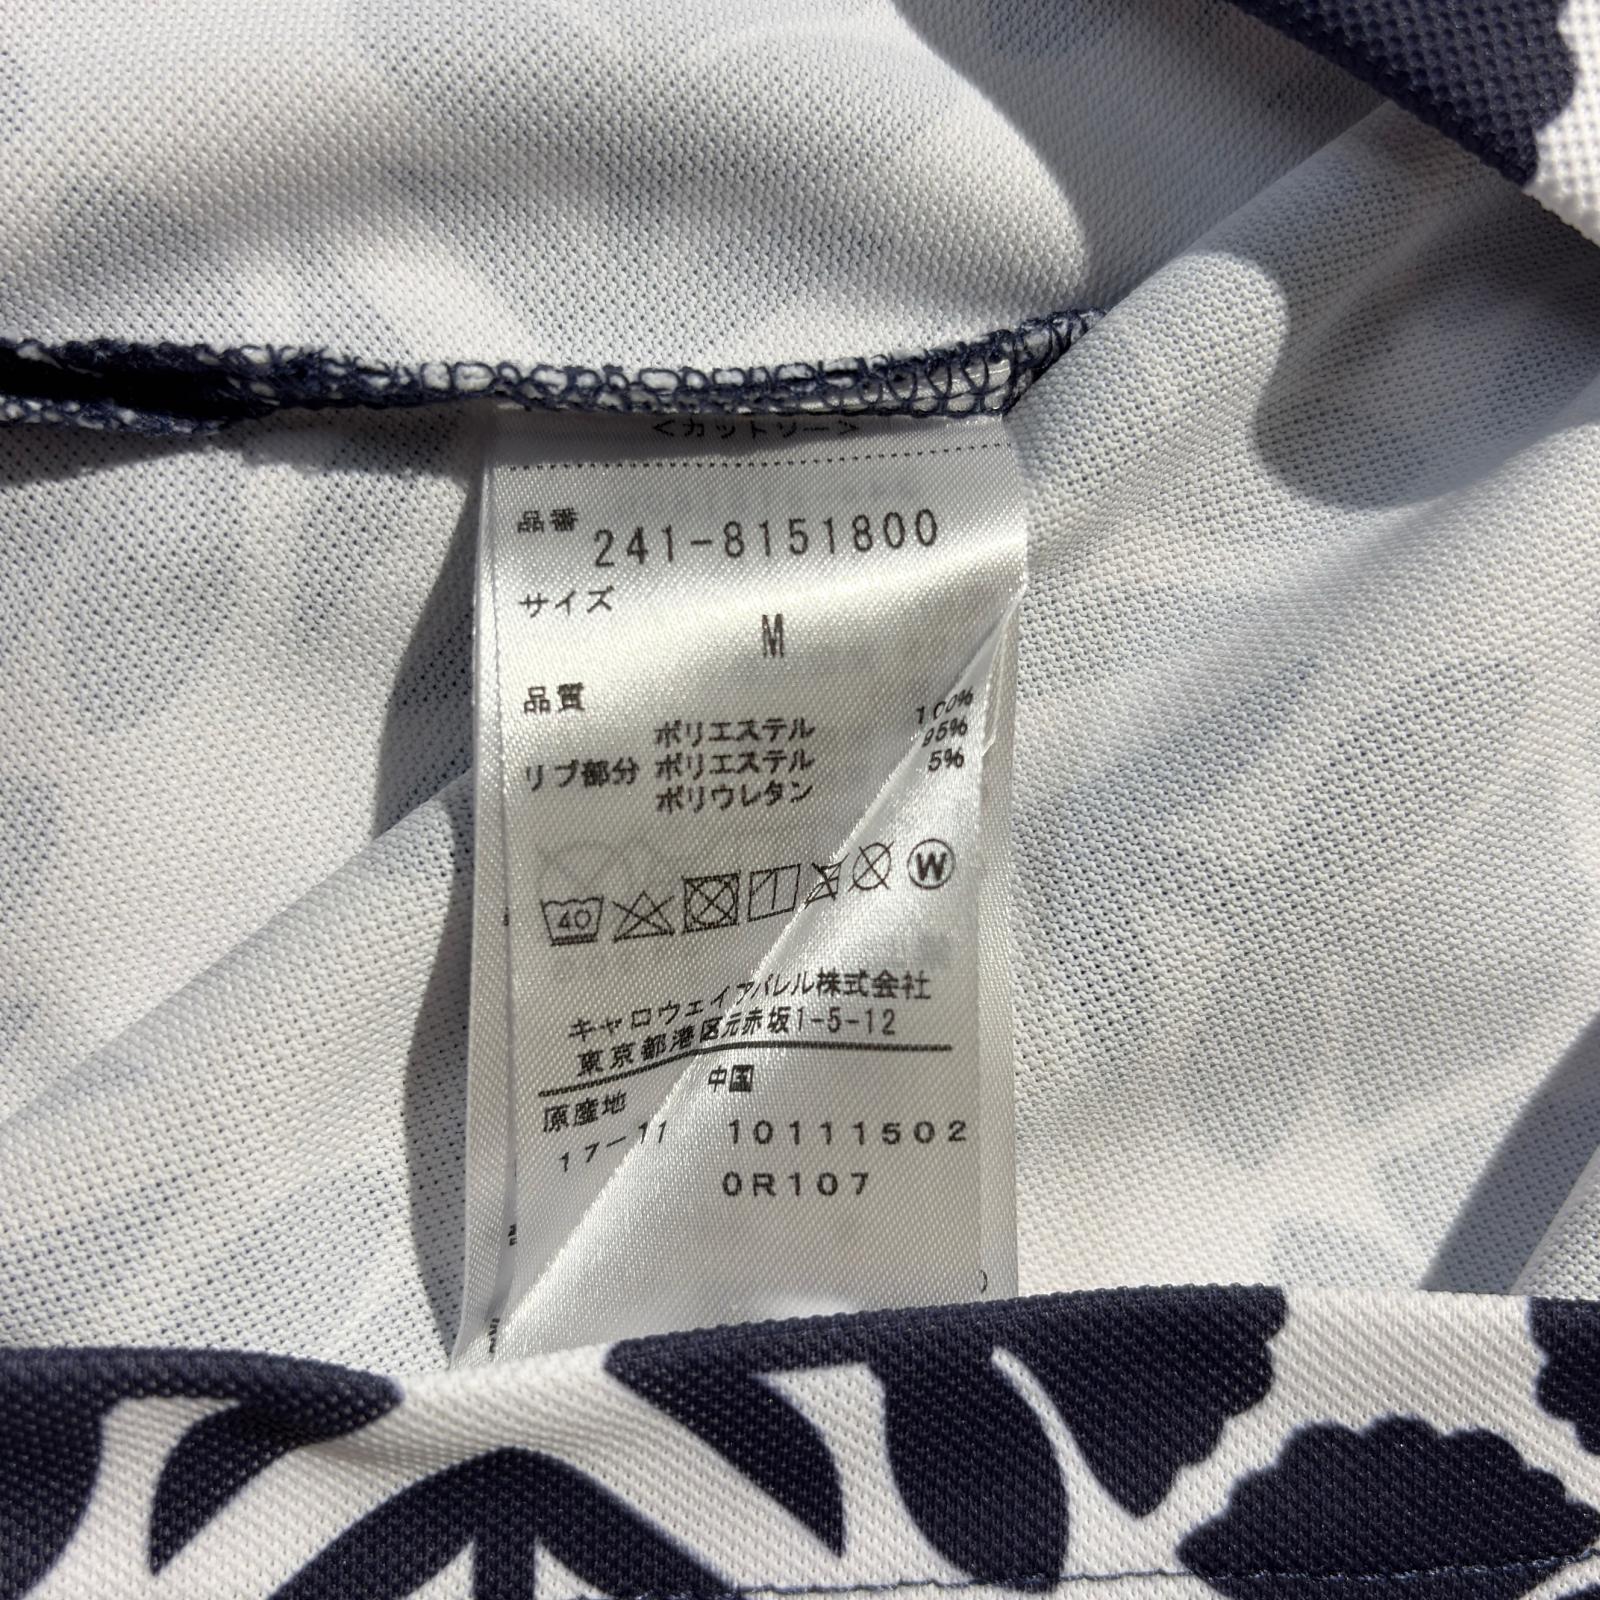 <カットソー>
品番 241-8151800
サイズ
M
品質
ポリエステル 100%
リブ部分 ポリエステル 95%
ポリウレタン 5%
40 W
キャロウェイアパレル株式会社
東京都港区元赤坂1-5-12
原産地 中国
17-11 10111502
0R107